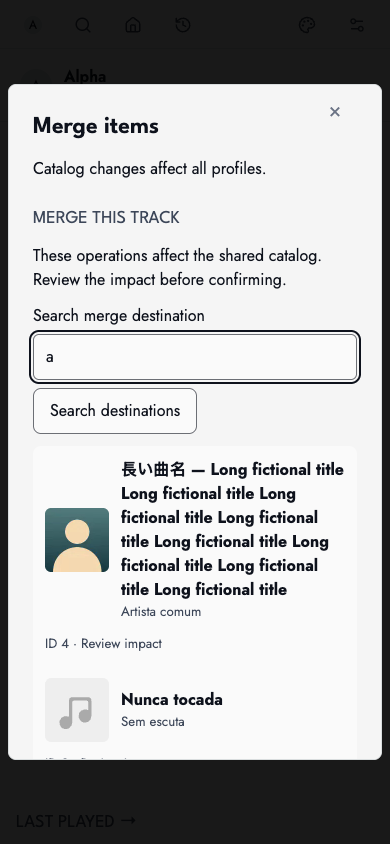 A
Alpha
Merge items
Catalog changes affect all profiles.
MERGE THIS TRACK
These operations affect the shared catalog.
Review the impact before confirming.
Search merge destination
a
Search destinations
長い曲名 — Long fictional title
Long fictional title Long
fictional title Long fictional
title Long fictional title Long
fictional title Long fictional
title Long fictional title
Artista comum
ID 4 · Review impact
Nunca tocada
Sem escuta
LAST PLAYED →